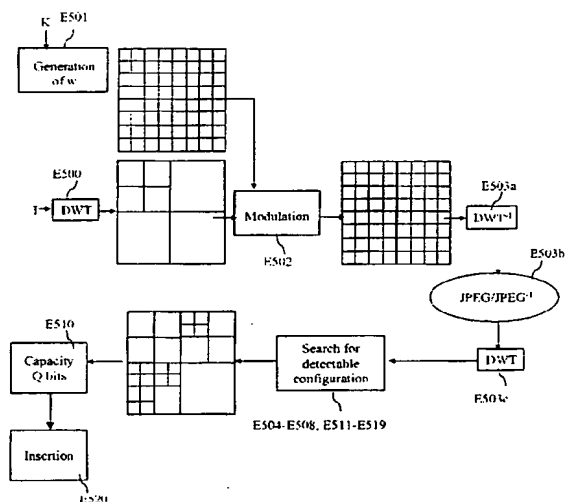 K
E501
Generation
of w
E500
I
DWT
Modulation
E502
E503a
DWT-1
E503b
JPEG/JPEG-1
DWT
E503c
Search for
detectable
configuration
E504-E508, E511-E519
E510
Capacity
Q bits
Insertion
E520